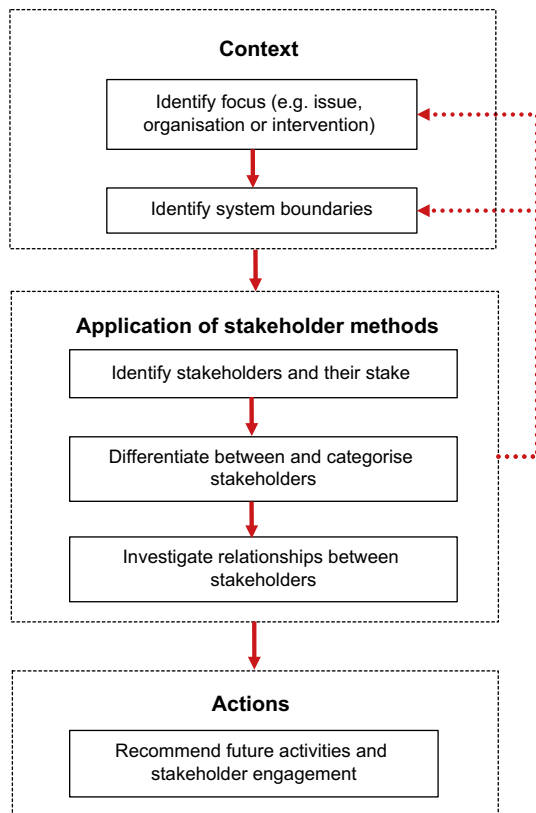 Context
Identify focus (e.g. issue,
organisation or intervention)
Identify system boundaries
Application of stakeholder methods
Identify stakeholders and their stake
Differentiate between and categorise
stakeholders
Investigate relationships between
stakeholders
Actions
Recommend future activities and
stakeholder engagement